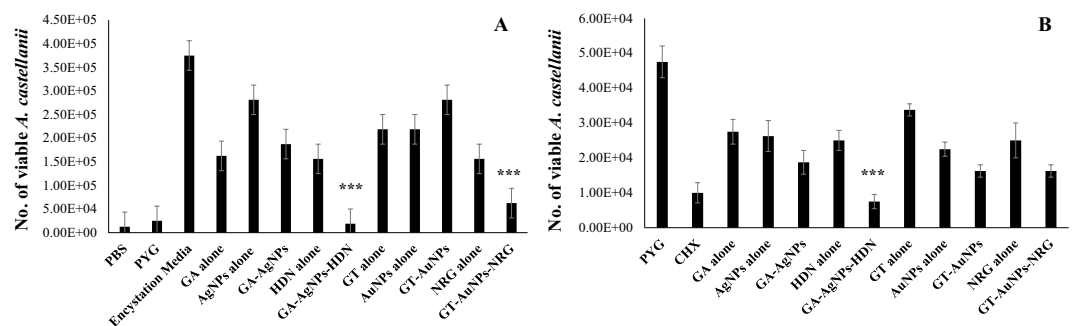 A
No. of viable A. castellanii
4.50E+05
4.00E+05
3.50E+05
3.00E+05
2.50E+05
2.00E+05
1.50E+05
1.00E+05
5.00E+04
0.00E+00
***
***
PBS
PYG
Encystation Media
GA alone
AgNPs alone
GA-AgNPs
HDN alone
GA-AgNPs-HDN
GT alone
AuNPs alone
GT-AuNPs
NRG alone
GT-AuNPs-NRG
B
No. of viable A. castellanii
6.00E+04
5.00E+04
4.00E+04
3.00E+04
2.00E+04
1.00E+04
0.00E+00
***
PYG
CHX
GA alone
AgNPs alone
GA-AgNPs
HDN alone
GA-AgNPs-HDN
GT alone
AuNPs alone
GT-AuNPs
NRG alone
GT-AuNPs-NRG